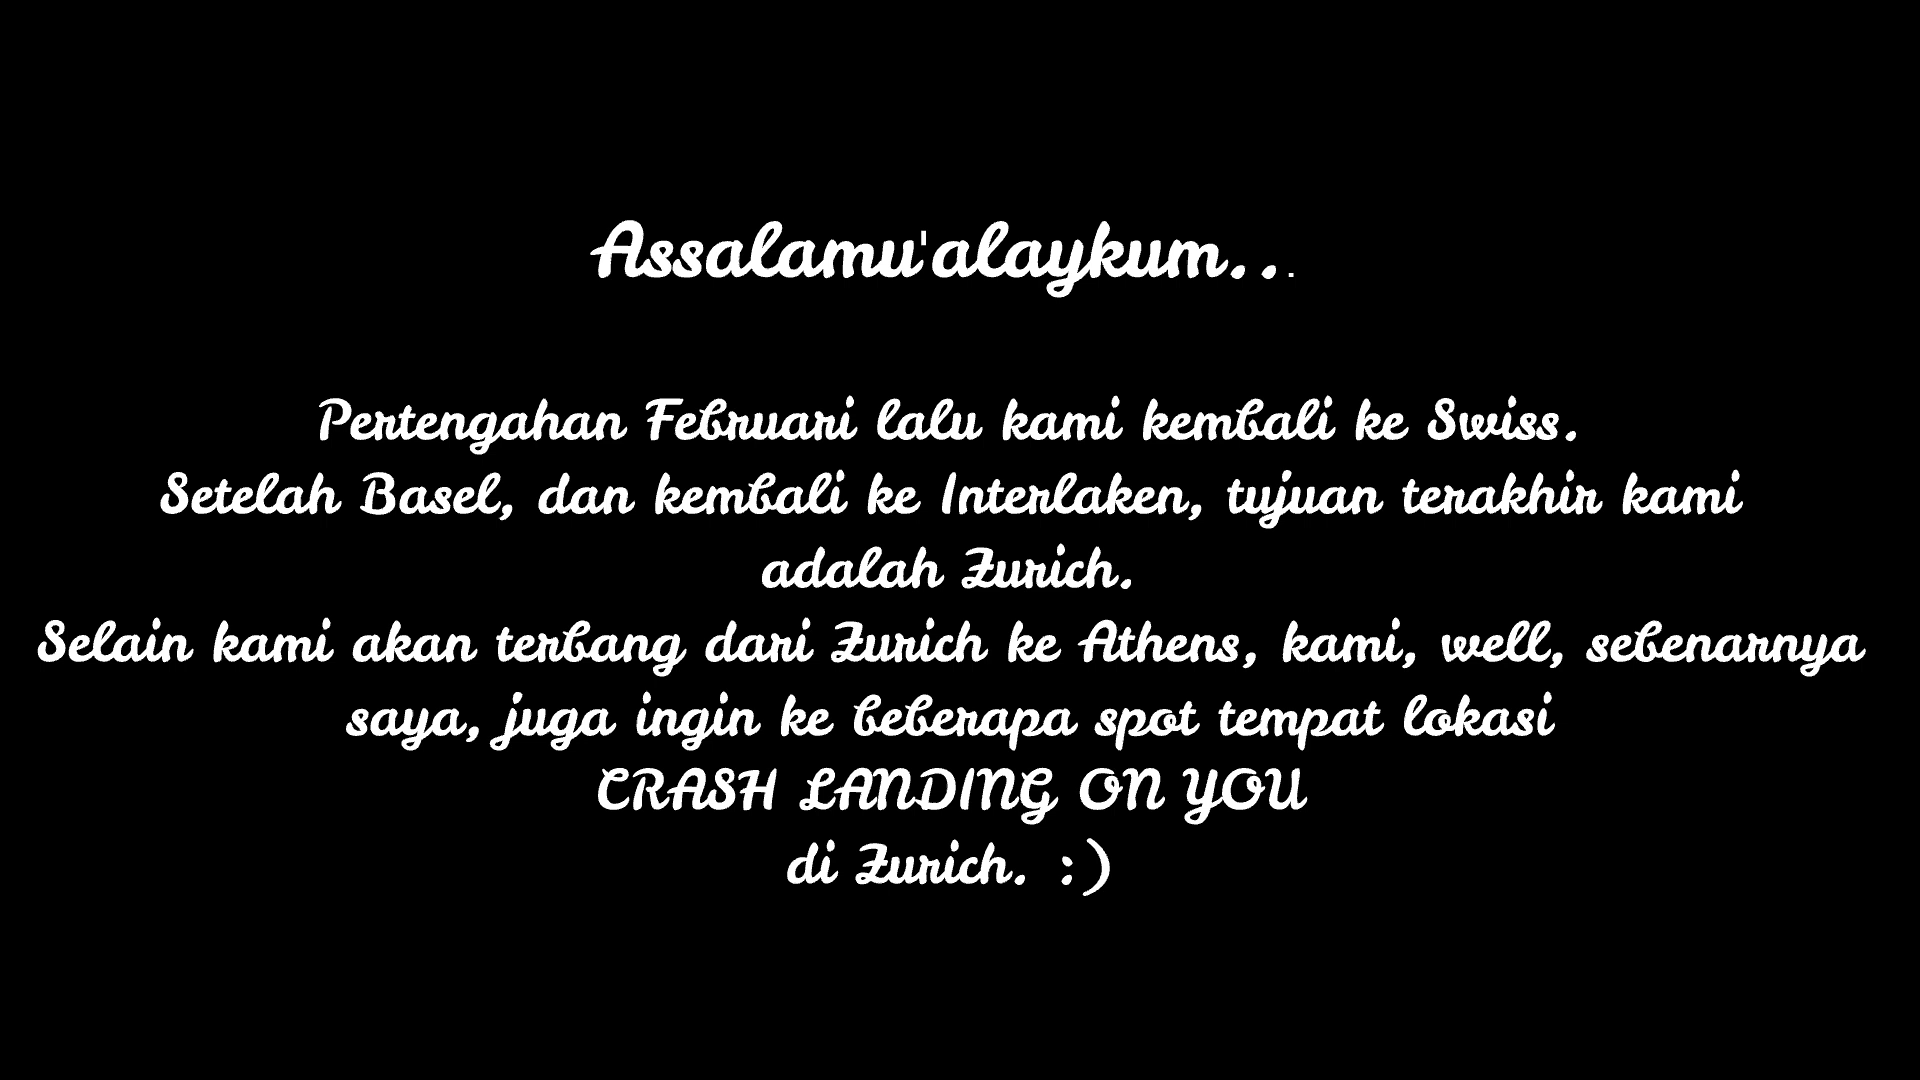 Assalamu'alaykum...
Pertengahan Februari lalu kami kembali ke Swiss.
Setelah Basel, dan kembali ke Interlaken, tujuan terakhir kami
adalah Zurich.
Selain kami akan terbang dari Zurich ke Athens, kami, well, sebenarnya
saya, juga ingin ke beberapa spot tempat lokasi
CRASH LANDING ON YOU
di Zurich. :)